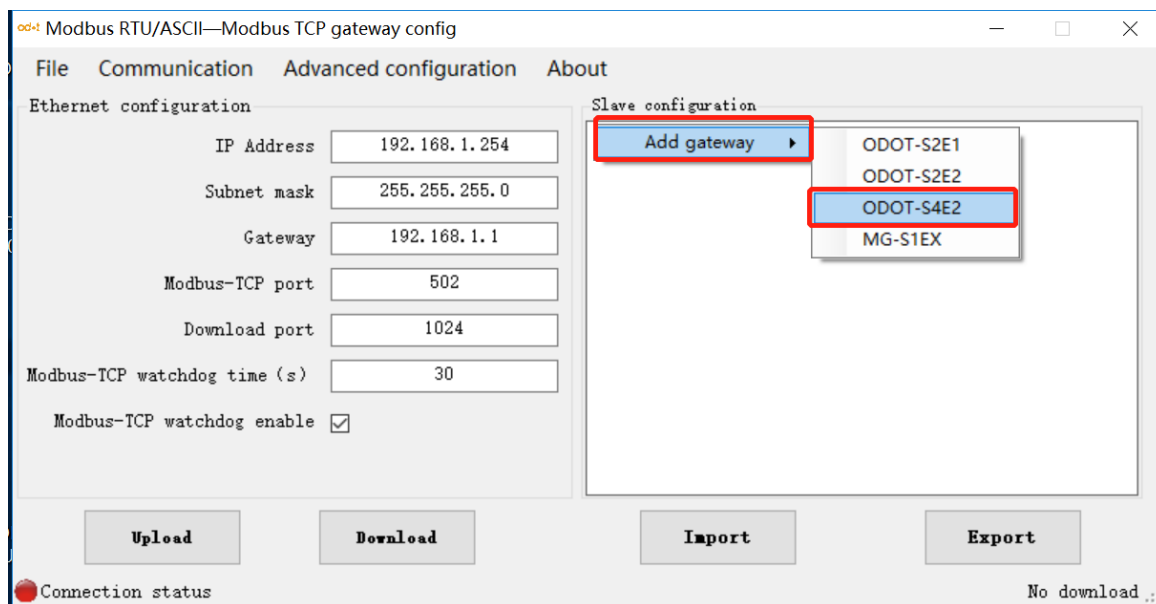 odot Modbus RTU/ASCII—Modbus TCP gateway config
File Communication Advanced configuration About
Ethernet configuration
IP Address 192.168.1.254
Subnet mask 255.255.255.0
Gateway 192.168.1.1
Modbus-TCP port 502
Download port 1024
Modbus-TCP watchdog time(s) 30
Modbus-TCP watchdog enable
Slave configuration
Add gateway
ODOT-S2E1
ODOT-S2E2
ODOT-S4E2
MG-S1EX
Upload Download Import Export
Connection status No download